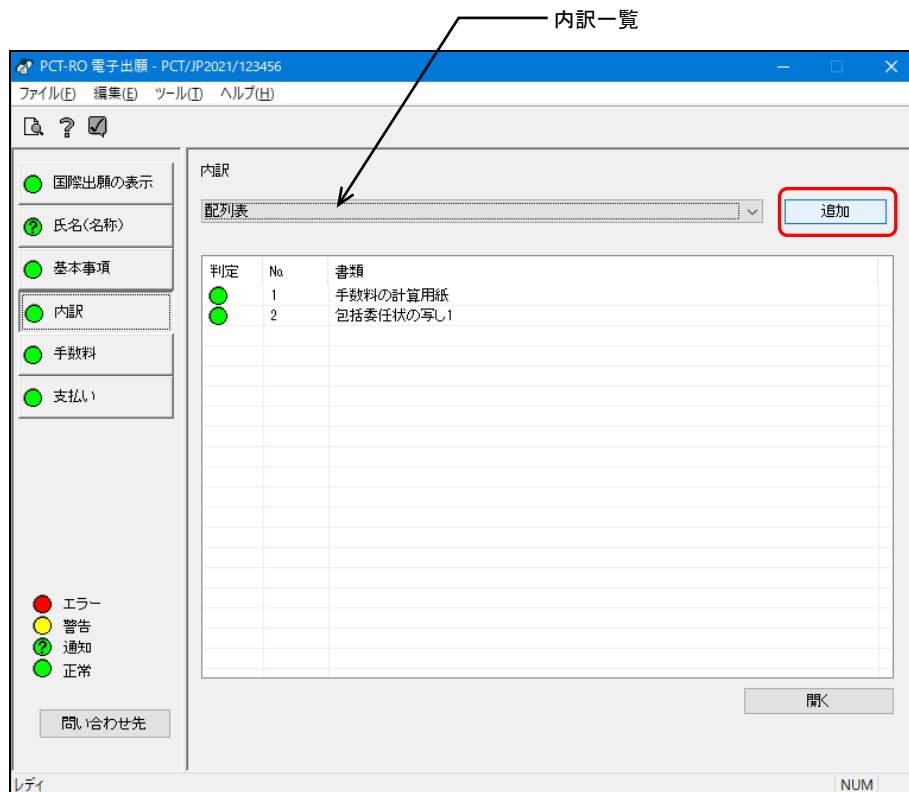 内訳一覧
PCT-RO 電子出願 - PCT/JP2021/123456
ファイル(F) 編集(E) ツール(T) ヘルプ(H)
国際出願の表示
氏名(名称)
基本事項
内訳
手数料
支払い
エラー
警告
通知
正常
問い合わせ先
内訳
配列表
追加
判定 No. 書類
1 手数料の計算用紙
2 包括委任状の写し1
開く
レディ
NUM